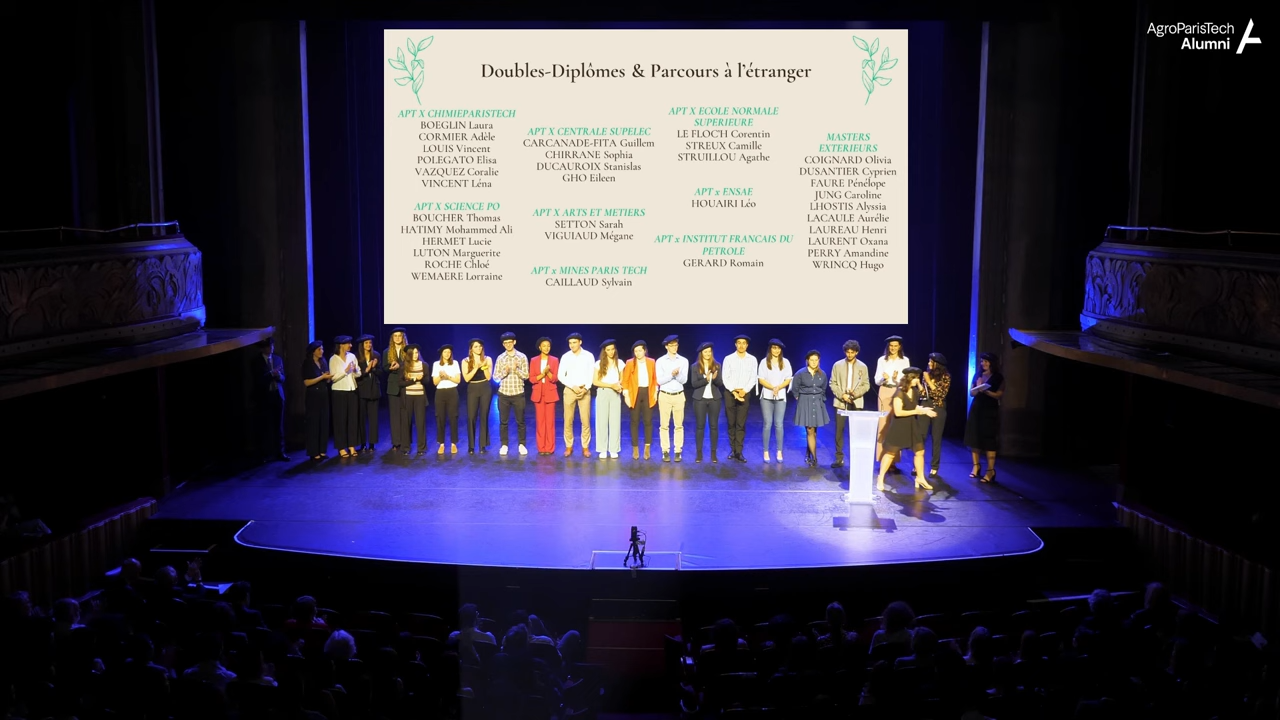 AgroParisTech
Alumni
Doubles-Diplômes & Parcours à l'étranger
APT X CHIMIEPARISTECH
BOEGLIN Laura
CORMIER Adèle
LOUIS Vincent
POLEGATO Elisa
VAZQUEZ Coralie
VINCENT Léna
APT X SCIENCE PO
BOUCHER Thomas
HATIMY Mohammed Ali
HERMET Lucie
LUTON Marguerite
ROCHE Chloé
WEMAERE Lorraine
APT X CENTRALE SUPELEC
CARCANADE-FITA Guillem
CHIRRANE Sophia
DUCAUROIX Stanislas
GHO Eileen
APT X ARTS ET METIERS
SETTON Sarah
VIGUIAUD Mégane
APT x MINES PARIS TECH
CAILLAUD Sylvain
APT X ECOLE NORMALE
SUPERIEURE
LE FLOC'H Corentin
STREUX Camille
STRUILLOU Agathe
APT x ENSAE
HOUAIRI Léo
APT x INSTITUT FRANCAIS DU
PETROLE
GERARD Romain
MASTERS
EXTERIEURS
COIGNARD Olivia
DUSANTIER Cyprien
FAURE Pénélope
JUNG Caroline
LHOSTIS Alyssia
LACAULE Aurélie
LAUREAU Henri
LAURENT Oxana
PERRY Amandine
WRINCQ Hugo